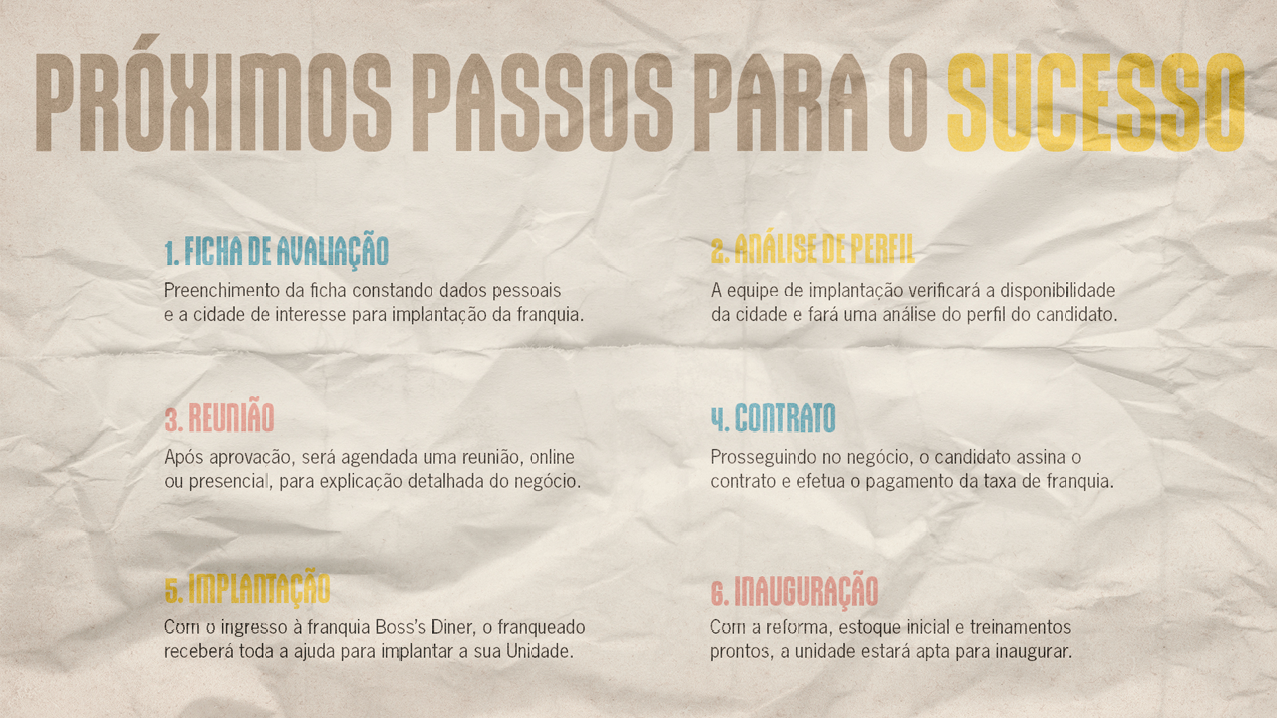 PRÓXIMOS PASSOS PARA O SUCESSO
1. FICHA DE AVALIAÇÃO
Preenchimento da ficha constando dados pessoais
e a cidade de interesse para implantação da franquia.
2. ANÁLISE DE PERFIL
A equipe de implantação verificará a disponibilidade
da cidade e fará uma análise do perfil do candidato.
3. REUNIÃO
Após aprovacão, será agendada uma reunião, online
ou presencial, para explicação detalhada do negócio.
4. CONTRATO
Prosseguindo no negócio, o candidato assina o
contrato e efetua o pagamento da taxa de franquia.
5. IMPLANTAÇÃO
Com o ingresso à franquia Boss's Diner, o franqueado
receberá toda a ajuda para implantar a sua Unidade.
6. INAUGURAÇÃO
Com a reforma, estoque inicial e treinamentos
prontos, a unidade estará apta para inaugurar.